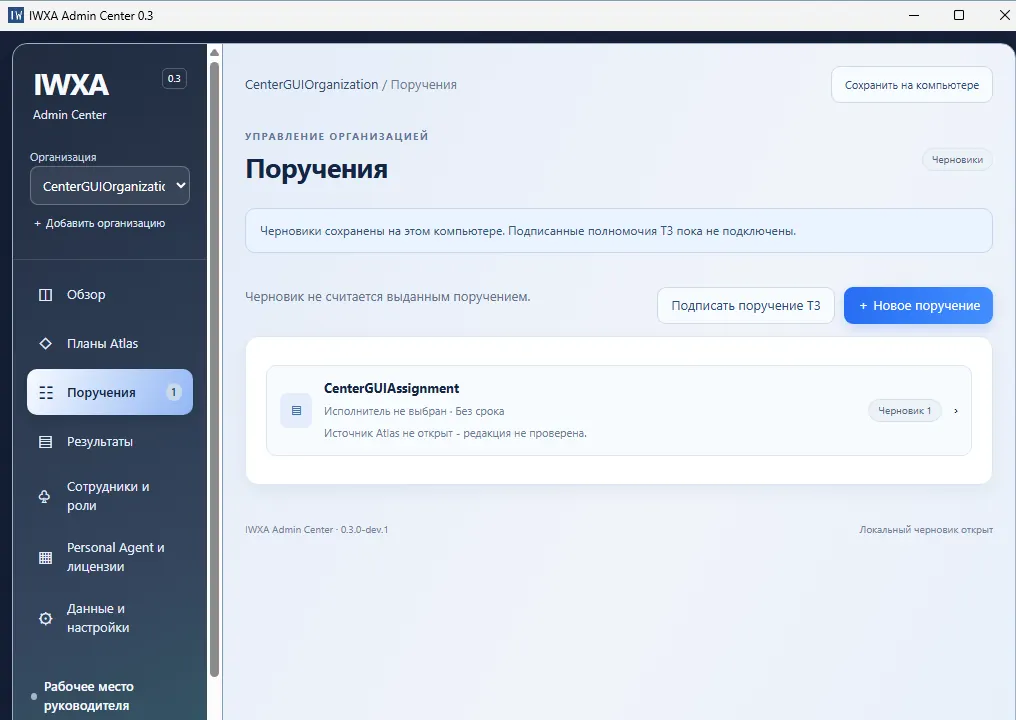 IWXA Admin Center 0.3
IWXA
0.3
Admin Center
Организация
CenterGUIOrganizatic
+ Добавить организацию
Обзор
Планы Atlas
Поручения 1
Результаты
Сотрудники и
роли
Personal Agent и
лицензии
Данные и
настройки
Рабочее место
руководителя
CenterGUIOrganization / Поручения
Сохранить на компьютере
УПРАВЛЕНИЕ ОРГАНИЗАЦИЕЙ
Поручения
Черновики
Черновики сохранены на этом компьютере. Подписанные полномочия T3 пока не подключены.
Черновик не считается выданным поручением.
Подписать поручение T3
+ Новое поручение
CenterGUIAssignment
Исполнитель не выбран · Без срока
Источник Atlas не открыт - редакция не проверена.
Черновик 1
IWXA Admin Center · 0.3.0-dev.1
Локальный черновик открыт